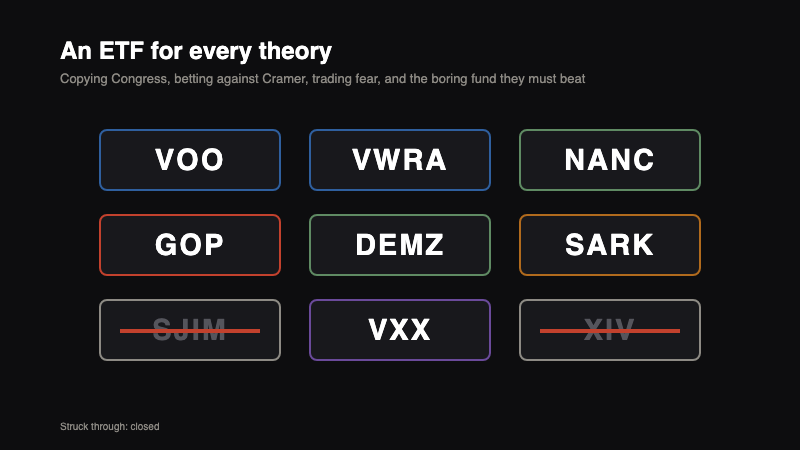 An ETF for every theory
Copying Congress, betting against Cramer, trading fear, and the boring fund they must beat
VOO VWRA NANC
GOP DEMZ SARK
SJIM VXX XIV
Struck through: closed